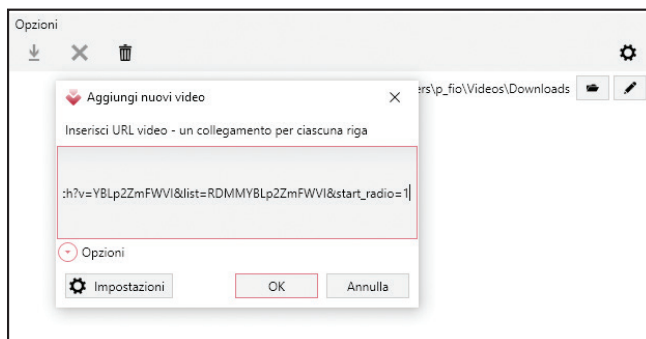 Opzioni
ers\p_fio\Videos\Downloads
Aggiungi nuovi video
Inserisci URL video - un collegamento per ciascuna riga
:h?v=YBLp2ZmFWVI&list=RDMMYBLp2ZmFWVI&start_radio=1
Opzioni
Impostazioni OK Annulla